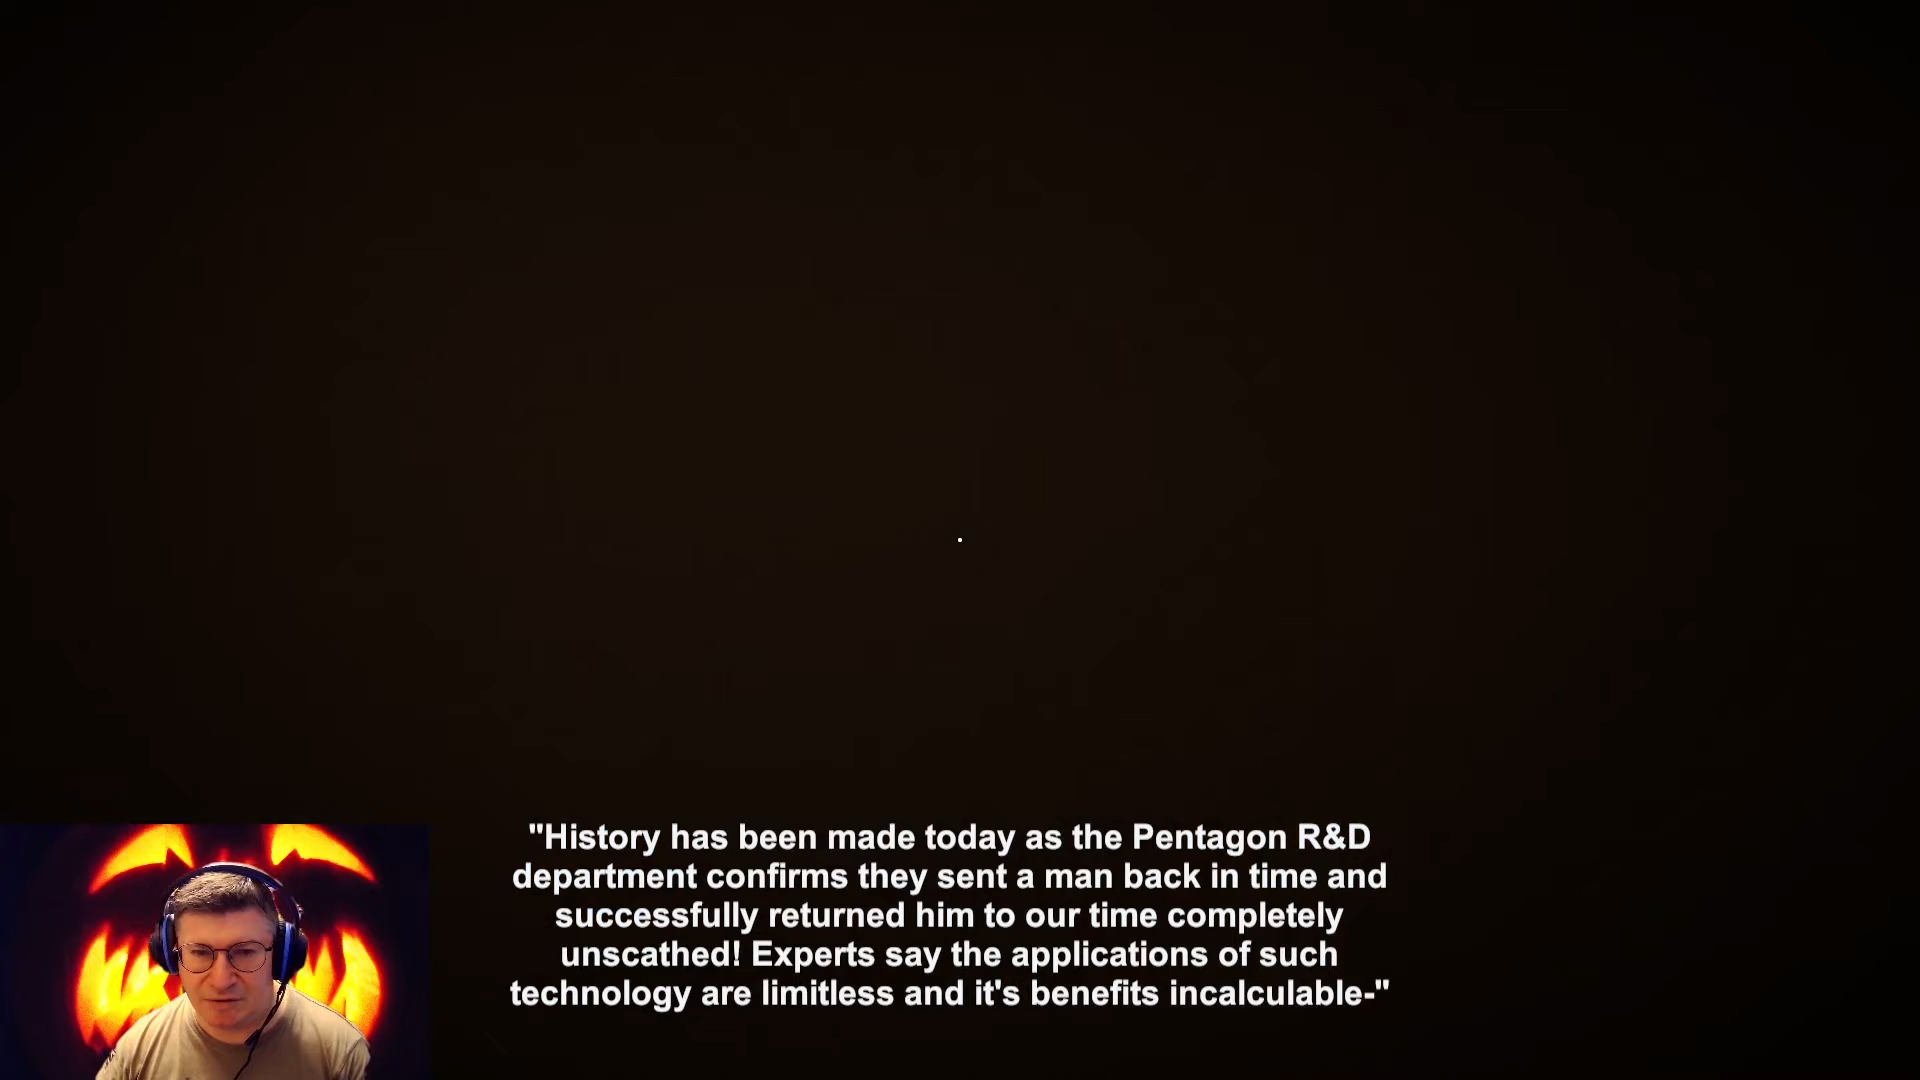 "History has been made today as the Pentagon R&D
department confirms they sent a man back in time and
successfully returned him to our time completely
unscathed! Experts say the applications of such
technology are limitless and it's benefits incalculable-"